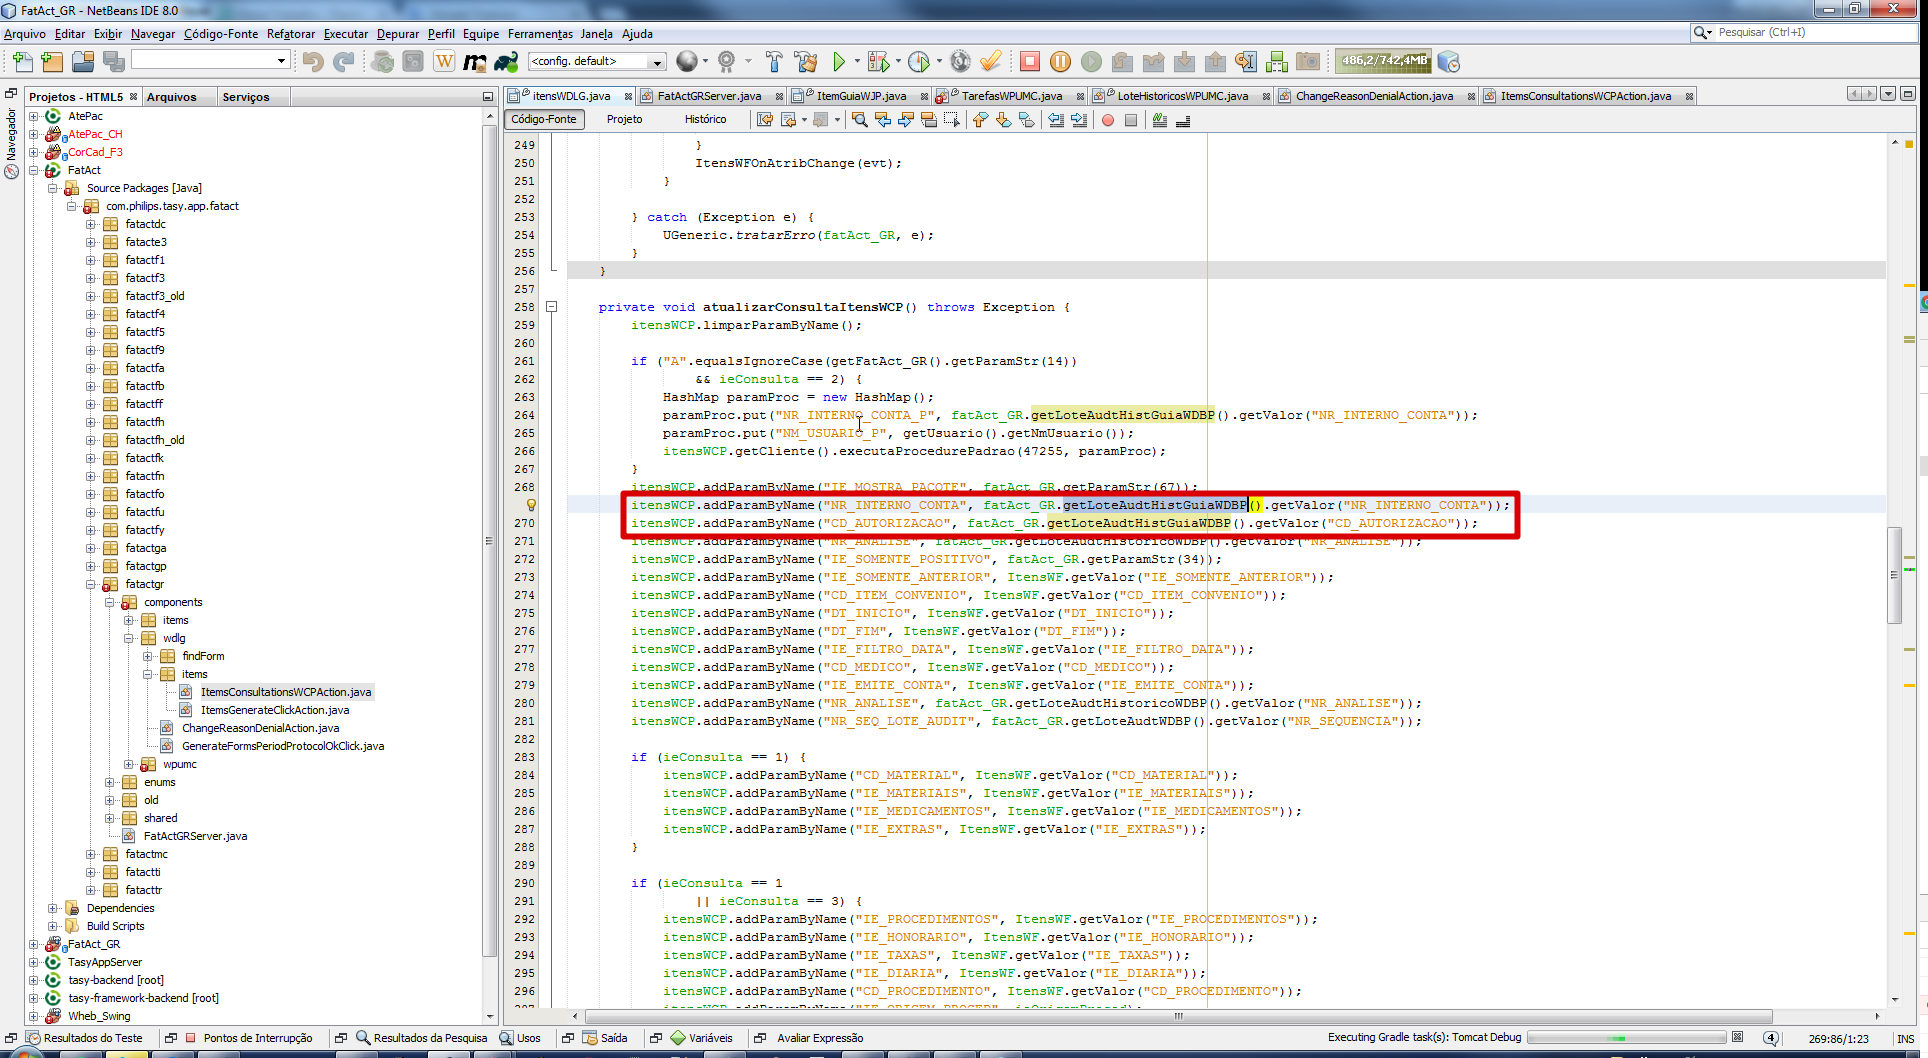 FatAct_GR - NetBeans IDE 8.0
Arquivo Editar Exibir Navegar Código-Fonte Refatorar Executar Depurar Perfil Equipe Ferramentas Janela Ajuda
Pesquisar (Ctrl+I)
<config. default>
486,2/742,4MB
Projetos - HTML5 Arquivos Serviços
itensWDLG.java FatActGRServer.java ItemGuiaWJP.java TarefasWPUMC.java LoteHistoricosWPUMC.java ChangeReasonDenialAction.java ItemsConsultationsWCPAction.java
Código-Fonte Projeto Histórico
Navegador
AtePac
AtePac_CH
CorCad_F3
FatAct
Source Packages [Java]
com.philips.tasy.app.fatact
fatactdc
fatacte3
fatactf1
fatactf3
fatactf3_old
fatactf4
fatactf5
fatactf9
fatactfa
fatactfb
fatactff
fatactfh
fatactfh_old
fatactfk
fatactfn
fatactfo
fatactfu
fatactfy
fatactga
fatactgp
fatactgr
components
items
wdlg
findForm
items
ItemsConsultationsWCPAction.java
ItemsGenerateClickAction.java
ChangeReasonDenialAction.java
GenerateFormsPeriodProtocolOkClick.java
wpumc
enums
old
shared
FatActGRServer.java
fatactmc
fatactti
fatacttr
Dependencies
Build Scripts
FatAct_GR
TasyAppServer
tasy-backend [root]
tasy-framework-backend [root]
Wheb_Swing
249 }
250 ItensWFOnAtribChange(evt);
251 }
252
253 } catch (Exception e) {
254 UGeneric.tratarErro(fatAct_GR, e);
255 }
256 }
257
258 private void atualizarConsultaItensWCP() throws Exception {
259 itensWCP.limparParamByName();
260
261 if ("A".equalsIgnoreCase(getFatAct_GR().getParamStr(14))
262 && ieConsulta == 2) {
263 HashMap paramProc = new HashMap();
264 paramProc.put("NR_INTERNO_CONTA_P", fatAct_GR.getLoteAudtHistGuiaWDBP().getValor("NR_INTERNO_CONTA"));
265 paramProc.put("NM_USUARIO_P", getUsuario().getNmUsuario());
266 itensWCP.getCliente().executaProcedurePadrao(47255, paramProc);
267 }
268 itensWCP.addParamByName("IE_MOSTRA_PACOTE", fatAct_GR.getParamStr(67));
itensWCP.addParamByName("NR_INTERNO_CONTA", fatAct_GR.getLoteAudtHistGuiaWDBP().getValor("NR_INTERNO_CONTA"));
270 itensWCP.addParamByName("CD_AUTORIZACAO", fatAct_GR.getLoteAudtHistGuiaWDBP().getValor("CD_AUTORIZACAO"));
271 itensWCP.addParamByName("NR_ANALISE", fatAct_GR.getLoteAudtHistoricoWDBP().getValor("NR_ANALISE"));
272 itensWCP.addParamByName("IE_SOMENTE_POSITIVO", fatAct_GR.getParamStr(34));
273 itensWCP.addParamByName("IE_SOMENTE_ANTERIOR", ItensWF.getValor("IE_SOMENTE_ANTERIOR"));
274 itensWCP.addParamByName("CD_ITEM_CONVENIO", ItensWF.getValor("CD_ITEM_CONVENIO"));
275 itensWCP.addParamByName("DT_INICIO", ItensWF.getValor("DT_INICIO"));
276 itensWCP.addParamByName("DT_FIM", ItensWF.getValor("DT_FIM"));
277 itensWCP.addParamByName("IE_FILTRO_DATA", ItensWF.getValor("IE_FILTRO_DATA"));
278 itensWCP.addParamByName("CD_MEDICO", ItensWF.getValor("CD_MEDICO"));
279 itensWCP.addParamByName("IE_EMITE_CONTA", ItensWF.getValor("IE_EMITE_CONTA"));
280 itensWCP.addParamByName("NR_ANALISE", fatAct_GR.getLoteAudtHistoricoWDBP().getValor("NR_ANALISE"));
281 itensWCP.addParamByName("NR_SEQ_LOTE_AUDIT", fatAct_GR.getLoteAudtWDBP().getValor("NR_SEQUENCIA"));
282
283 if (ieConsulta == 1) {
284 itensWCP.addParamByName("CD_MATERIAL", ItensWF.getValor("CD_MATERIAL"));
285 itensWCP.addParamByName("IE_MATERIAIS", ItensWF.getValor("IE_MATERIAIS"));
286 itensWCP.addParamByName("IE_MEDICAMENTOS", ItensWF.getValor("IE_MEDICAMENTOS"));
287 itensWCP.addParamByName("IE_EXTRAS", ItensWF.getValor("IE_EXTRAS"));
288 }
289
290 if (ieConsulta == 1
291 || ieConsulta == 3) {
292 itensWCP.addParamByName("IE_PROCEDIMENTOS", ItensWF.getValor("IE_PROCEDIMENTOS"));
293 itensWCP.addParamByName("IE_HONORARIO", ItensWF.getValor("IE_HONORARIO"));
294 itensWCP.addParamByName("IE_TAXAS", ItensWF.getValor("IE_TAXAS"));
295 itensWCP.addParamByName("IE_DIARIA", ItensWF.getValor("IE_DIARIA"));
296 itensWCP.addParamByName("CD_PROCEDIMENTO", ItensWF.getValor("CD_PROCEDIMENTO"));
Resultados do Teste Pontos de Interrupção Resultados da Pesquisa Usos Saída Variáveis Avaliar Expressão
Executing Gradle task(s): Tomcat Debug 4 269:86/1:23 INS